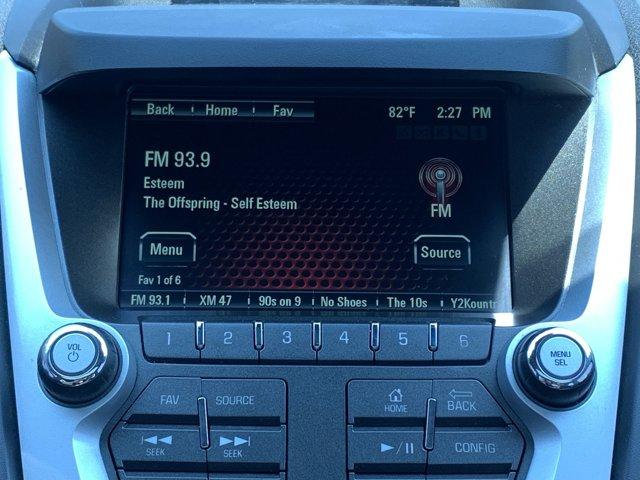 Back Home Fav 82°F 2:27 PM
FM 93.9
Esteem
The Offspring - Self Esteem
FM
Menu Source
Fav 1 of 6
FM 93.1 XM 47 90s on 9 No Shoes The 10s Y2Kountr
1 2 3 4 5 6
VOL
MENU
SEL
FAV SOURCE HOME BACK
SEEK SEEK CONFIG